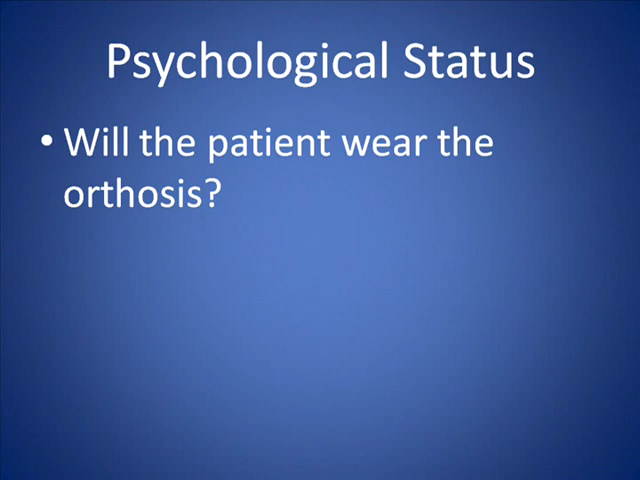 Psychological Status
• Will the patient wear the
orthosis?